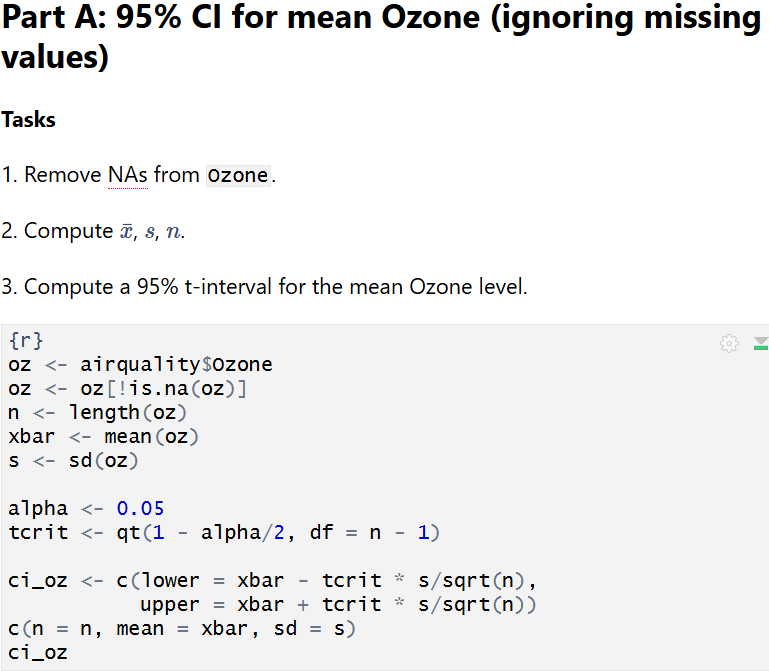 Part A: 95% CI for mean Ozone (ignoring missing
values)
Tasks
1. Remove NAs from Ozone.
2. Compute x̄, s, n.
3. Compute a 95% t-interval for the mean Ozone level.
{r}
oz <- airquality$Ozone
oz <- oz[!is.na(oz)]
n <- length(oz)
xbar <- mean(oz)
s <- sd(oz)
alpha <- 0.05
tcrit <- qt(1 - alpha/2, df = n - 1)
ci_oz <- c(lower = xbar - tcrit * s/sqrt(n),
upper = xbar + tcrit * s/sqrt(n))
c(n = n, mean = xbar, sd = s)
ci_oz